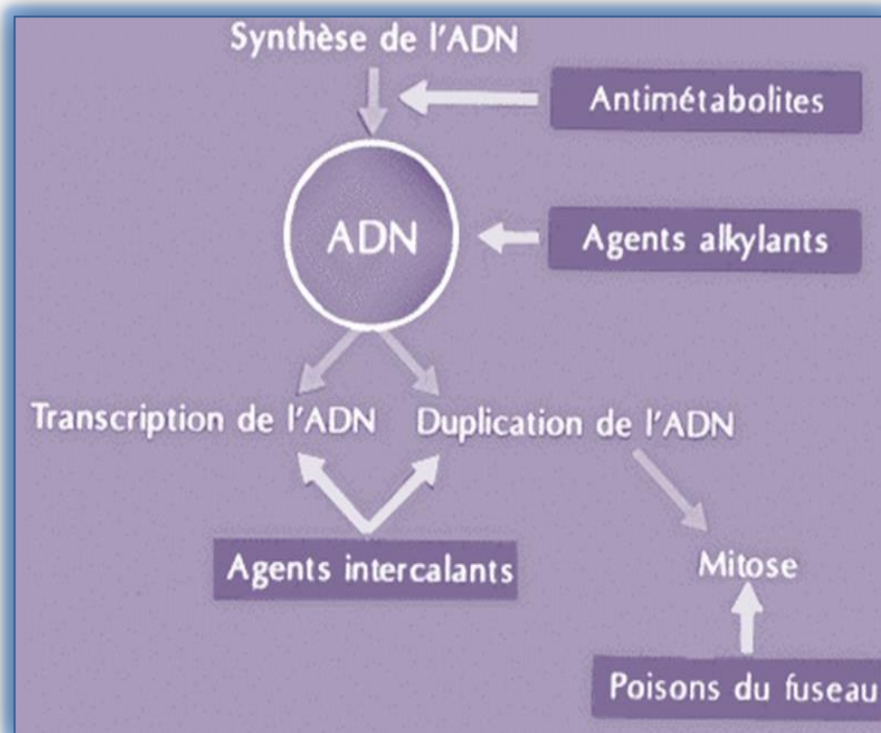 Synthèse de l'ADN
Antimétabolites
ADN
Agents alkylants
Transcription de l'ADN
Duplication de l'ADN
Agents intercalants
Mitose
Poisons du fuseau